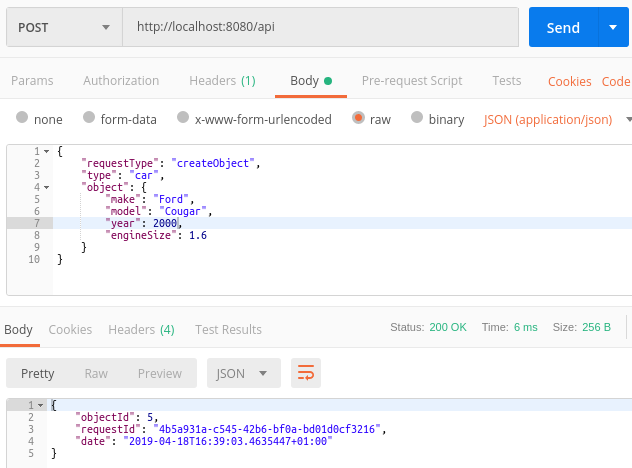 POST http://localhost:8080/api Send
Params Authorization Headers (1) Body Pre-request Script Tests Cookies Code
none form-data x-www-form-urlencoded raw binary JSON (application/json)
1 {
2 "requestType": "createObject",
3 "type": "car",
4 "object": {
5 "make": "Ford",
6 "model": "Cougar",
7 "year": 2000,
8 "engineSize": 1.6
9 }
10 }
Body Cookies Headers (4) Test Results Status: 200 OK Time: 6 ms Size: 256 B
Pretty Raw Preview JSON
1 {
2 "objectId": 5,
3 "requestId": "4b5a931a-c545-42b6-bf0a-bd01d0cf3216",
4 "date": "2019-04-18T16:39:03.4635447+01:00"
5 }